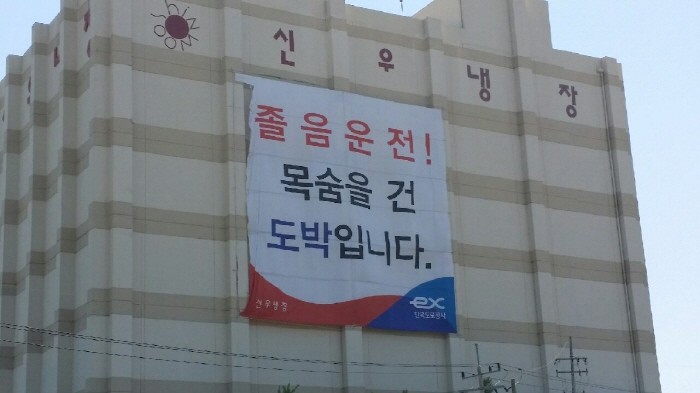 신우냉장
졸음운전!
목숨을 건
도박입니다.
신우냉장
ex
한국도로공사